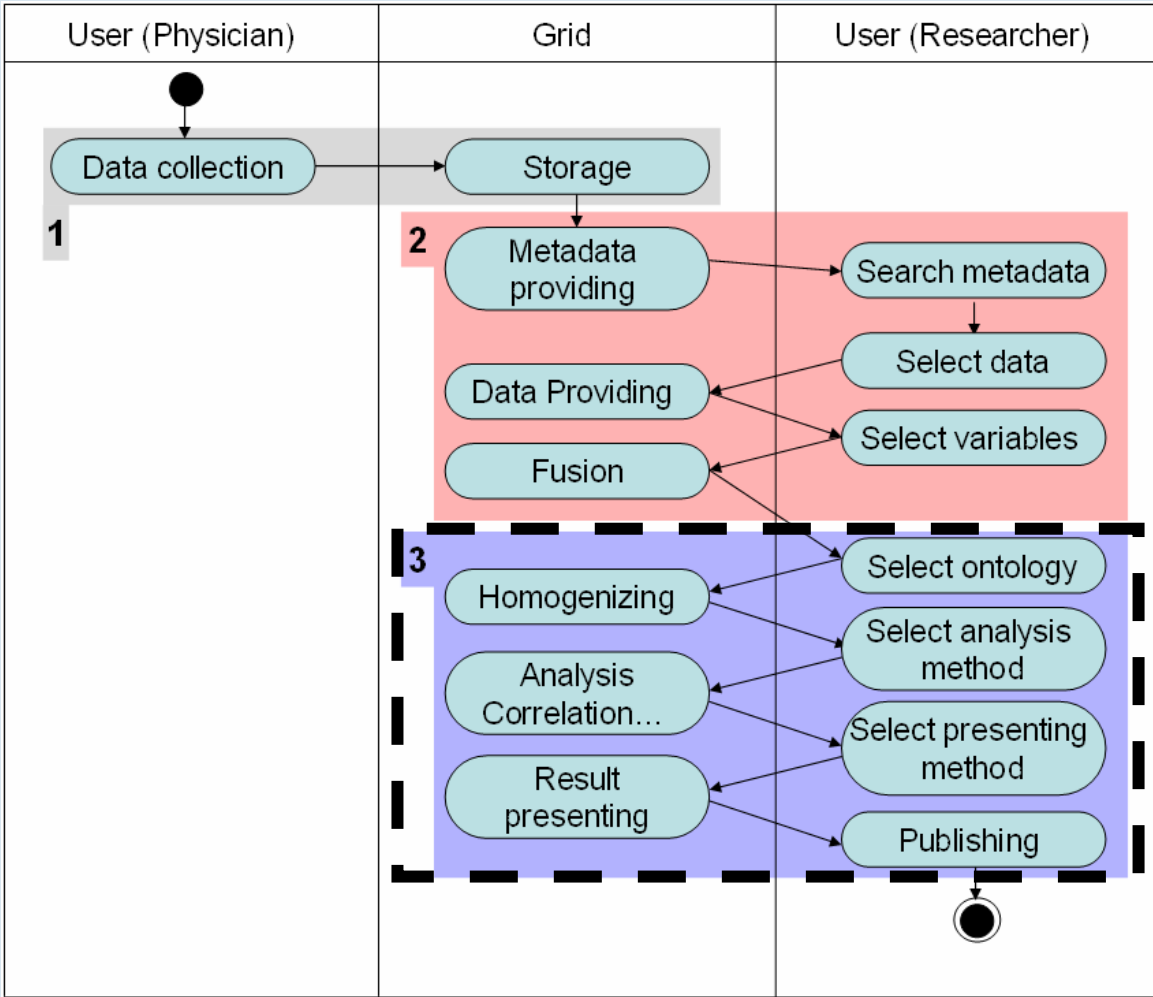 User (Physician)
Grid
User (Researcher)
Data collection
Storage
1
2
Metadata
providing
Search metadata
Select data
Data Providing
Select variables
Fusion
3
Select ontology
Homogenizing
Select analysis
method
Analysis
Correlation...
Select presenting
method
Result
presenting
Publishing